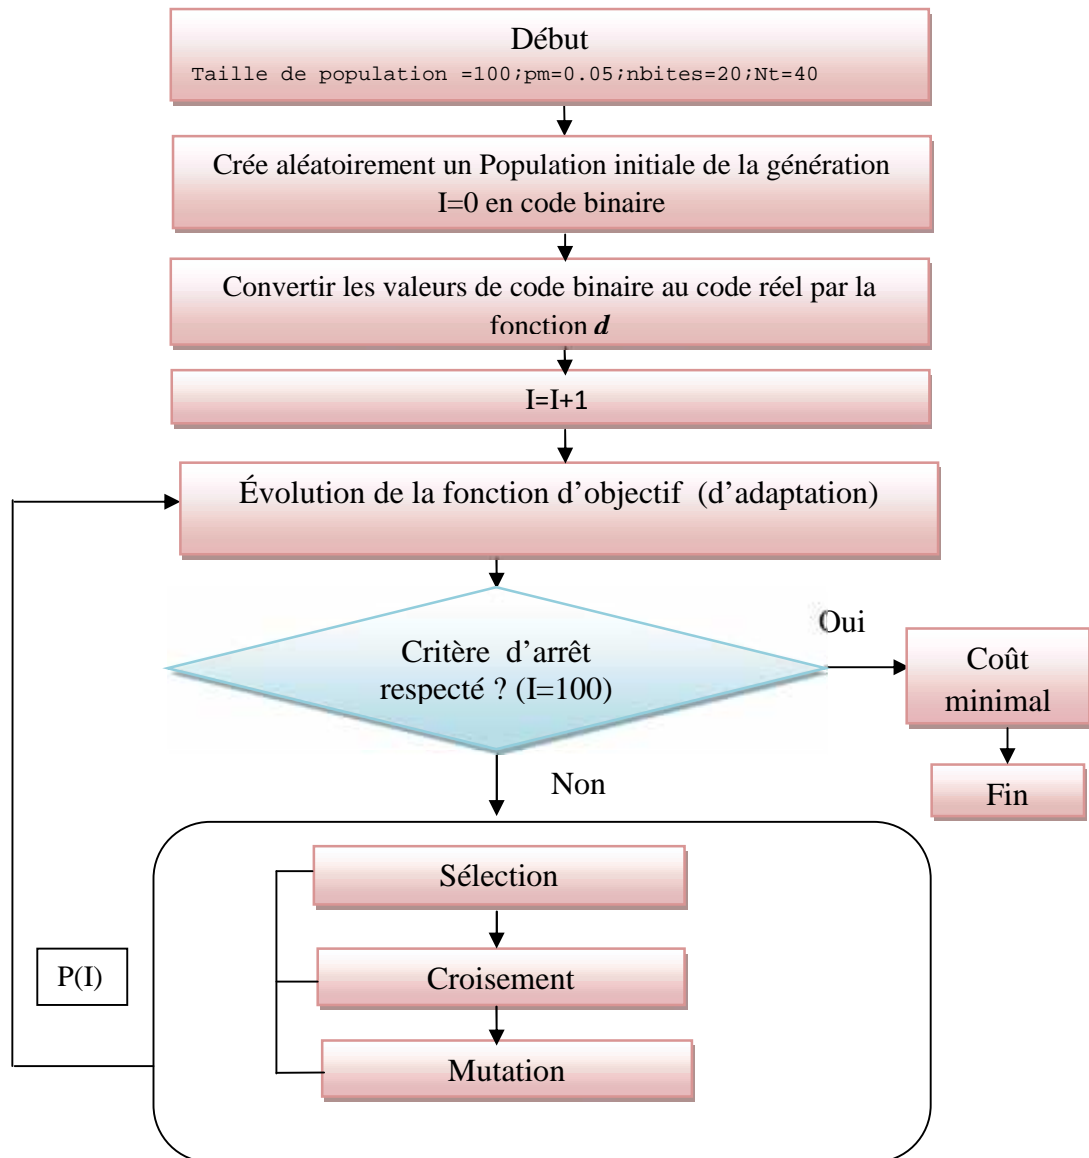 Début
Taille de population =100;pm=0.05;nbites=20;Nt=40
Crée aléatoirement un Population initiale de la génération
I=0 en code binaire
Convertir les valeurs de code binaire au code réel par la
fonction d
I=I+1
Évolution de la fonction d’objectif (d’adaptation)
Critère d’arrêt
respecté ? (I=100)
Oui
Coût
minimal
Fin
Non
Sélection
Croisement
Mutation
P(I)